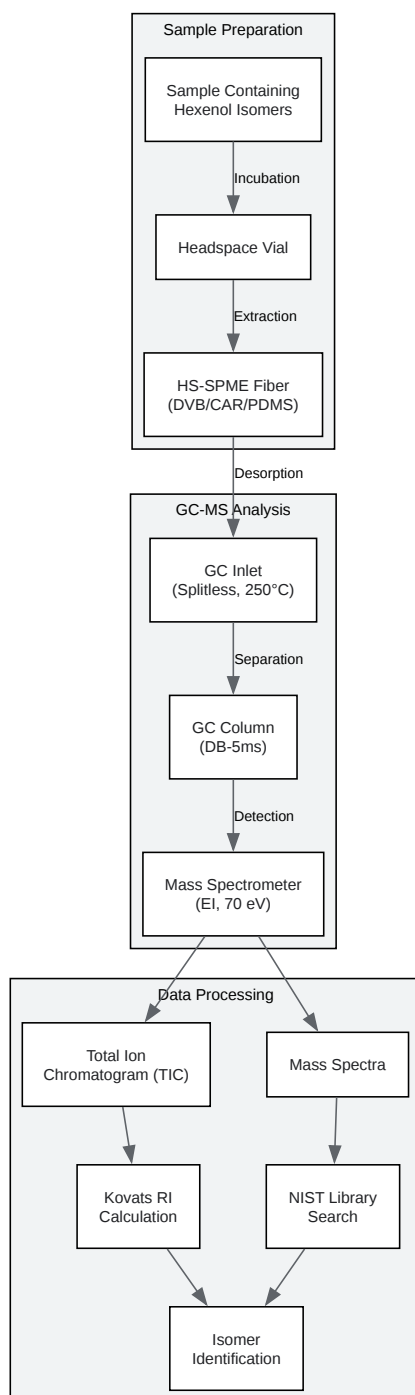 Sample Preparation
Sample Containing
Hexenol Isomers
Incubation
Headspace Vial
Extraction
HS-SPME Fiber
(DVB/CAR/PDMS)
Desorption
GC-MS Analysis
GC Inlet
(Splitless, 250°C)
Separation
GC Column
(DB-5ms)
Detection
Mass Spectrometer
(EI, 70 eV)
Data Processing
Total Ion
Chromatogram (TIC)
Mass Spectra
Kovats RI
Calculation
NIST Library
Search
Isomer
Identification